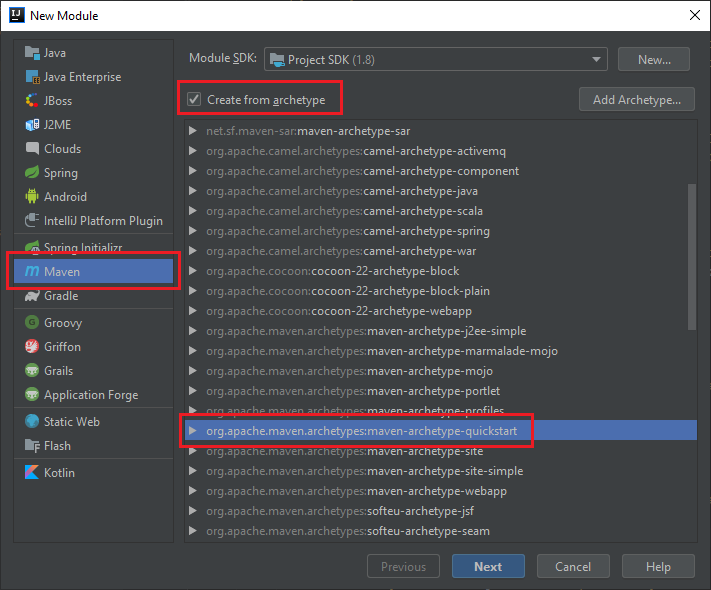 New Module
Java
Java Enterprise
JBoss
J2ME
Clouds
Spring
Android
IntelliJ Platform Plugin
Spring Initializr
Maven
Gradle
Groovy
Griffon
Grails
Application Forge
Static Web
Flash
Kotlin
Module SDK: Project SDK (1.8) New...
Create from archetype Add Archetype...
net.sf.maven-sar:maven-archetype-sar
org.apache.camel.archetypes:camel-archetype-activemq
org.apache.camel.archetypes:camel-archetype-component
org.apache.camel.archetypes:camel-archetype-java
org.apache.camel.archetypes:camel-archetype-scala
org.apache.camel.archetypes:camel-archetype-spring
org.apache.camel.archetypes:camel-archetype-war
org.apache.cocoon:cocoon-22-archetype-block
org.apache.cocoon:cocoon-22-archetype-block-plain
org.apache.cocoon:cocoon-22-archetype-webapp
org.apache.maven.archetypes:maven-archetype-j2ee-simple
org.apache.maven.archetypes:maven-archetype-marmalade-mojo
org.apache.maven.archetypes:maven-archetype-mojo
org.apache.maven.archetypes:maven-archetype-portlet
org.apache.maven.archetypes:maven-archetype-profiles
org.apache.maven.archetypes:maven-archetype-quickstart
org.apache.maven.archetypes:maven-archetype-site
org.apache.maven.archetypes:maven-archetype-site-simple
org.apache.maven.archetypes:maven-archetype-webapp
org.apache.maven.archetypes:softeu-archetype-jsf
org.apache.maven.archetypes:softeu-archetype-seam
Previous Next Cancel Help